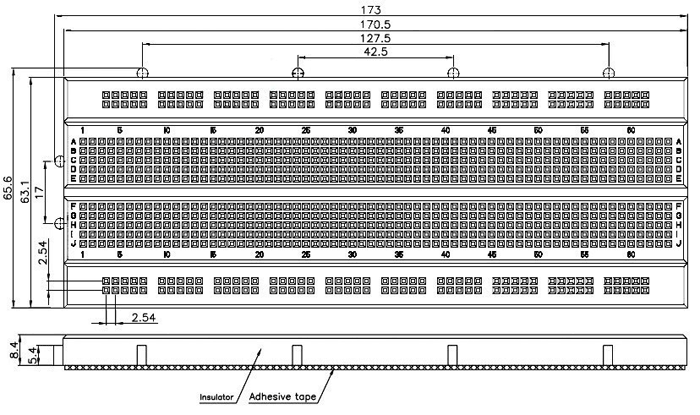 173
170.5
127.5
42.5
1 5 10 15 20 25 30 35 40 45 50 55 60
A A
B B
C C
D D
E E
65.6
63.1
17
F F
G G
H H
I I
J J
1 5 10 15 20 25 30 35 40 45 50 55 60
2.54
2.54
8.4
5.4
Insulator
Adhesive tape